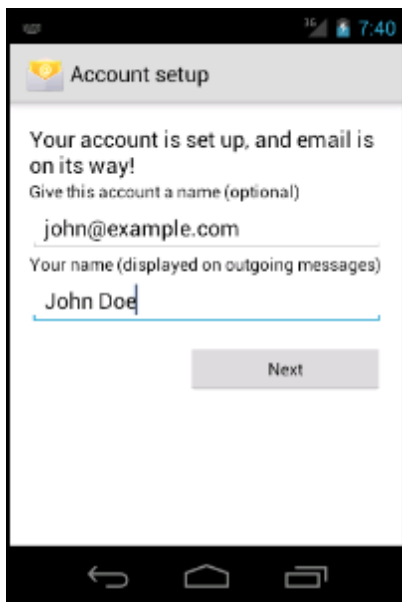 3G 7:40
Account setup
Your account is set up, and email is
on its way!
Give this account a name (optional)
john@example.com
Your name (displayed on outgoing messages)
John Doe
Next